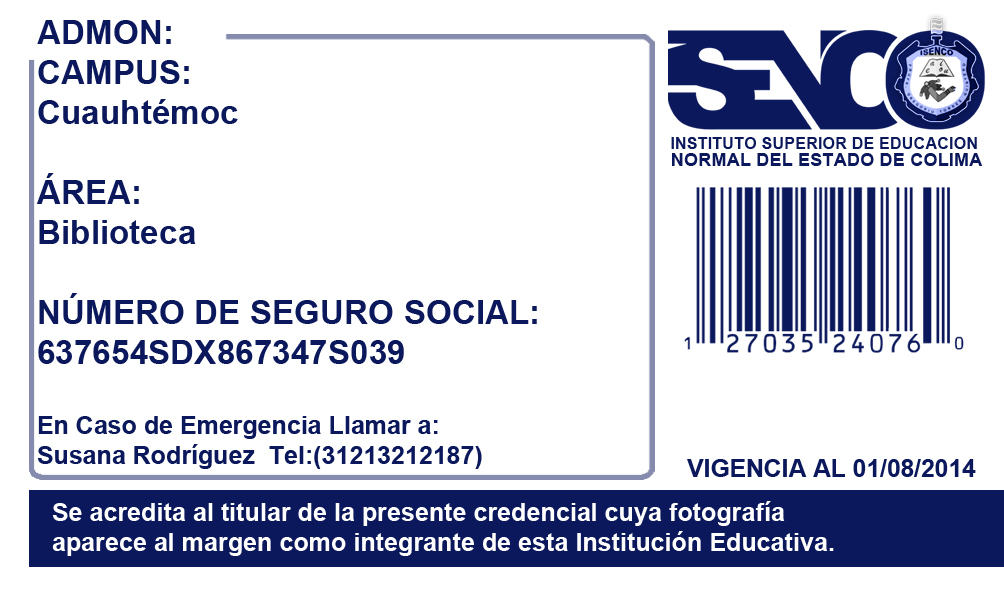 ADMON:
CAMPUS:
Cuauhtémoc
ÁREA:
Biblioteca
NÚMERO DE SEGURO SOCIAL:
637654SDX867347S039
En Caso de Emergencia Llamar a:
Susana Rodríguez Tel:(31213212187)
ISENCO
ISENCO
INSTITUTO SUPERIOR DE EDUCACION
NORMAL DEL ESTADO DE COLIMA
1 27035 24076 0
VIGENCIA AL 01/08/2014
Se acredita al titular de la presente credencial cuya fotografía
aparece al margen como integrante de esta Institución Educativa.